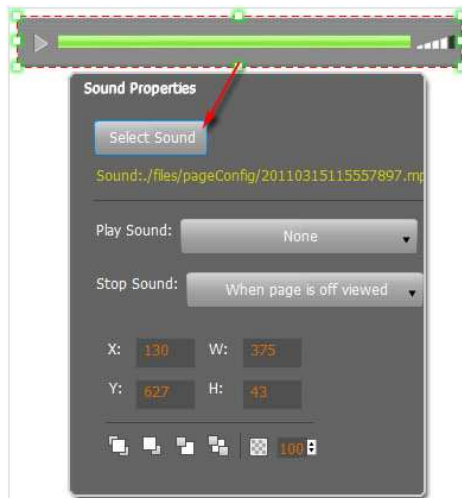 Sound Properties
Select Sound
Sound:./files/pageConfig/20110315115557897.mp
Play Sound: None
Stop Sound: When page is off viewed
X: 130 W: 375
Y: 627 H: 43
100